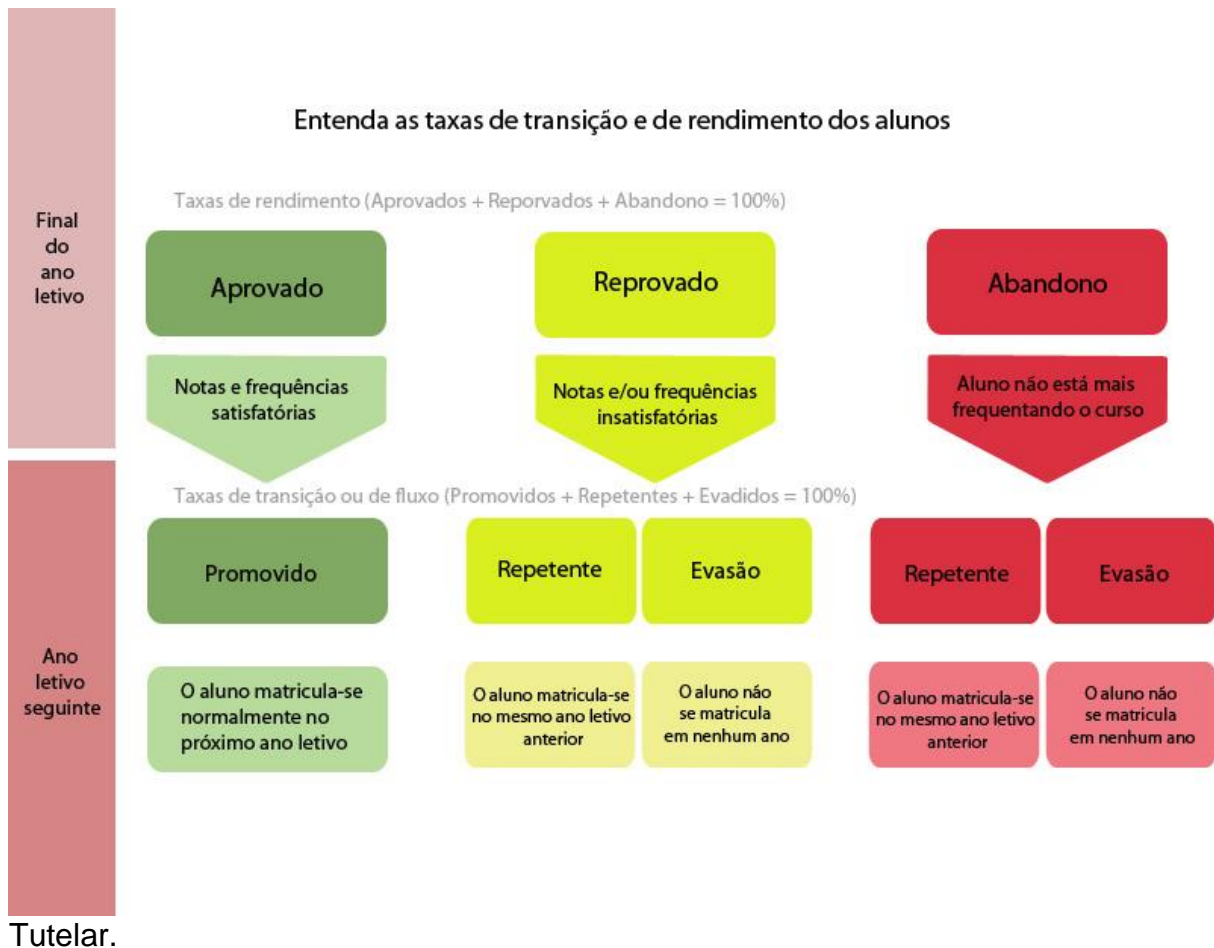 Entenda as taxas de transição e de rendimento dos alunos
Final
do
ano
letivo
Taxas de rendimento (Aprovados + Reporvados + Abandono = 100%)
Aprovado
Reprovado
Abandono
Notas e frequências
satisfatórias
Notas e/ou frequências
insatisfatórias
Aluno não está mais
frequentando o curso
Ano
letivo
seguinte
Taxas de transição ou de fluxo (Promovidos + Repetentes + Evadidos = 100%)
Promovido
Repetente
Evasão
Repetente
Evasão
O aluno matricula-se
normalmente no
próximo ano letivo
O aluno matricula-se
no mesmo ano letivo
anterior
O aluno não
se matricula
em nenhum ano
O aluno matricula-se
no mesmo ano letivo
anterior
O aluno não
se matricula
em nenhum ano
Tutelar.